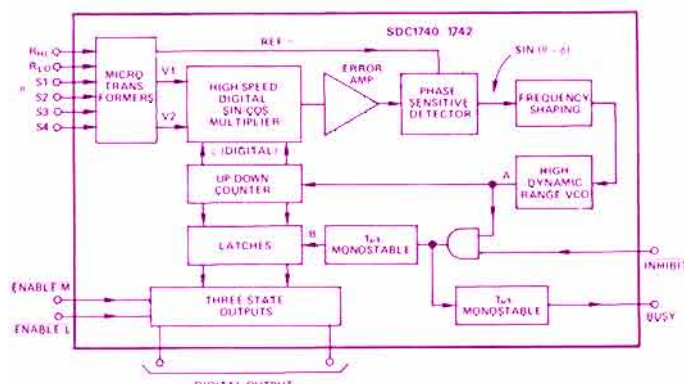 SDC1740 1742
RHI
RLO
S1
S2
S3
S4
MICRO
TRANS
FORMERS
REF
V1
V2
HIGH SPEED
DIGITAL
SIN/COS
MULTIPLIER
ERROR
AMP
PHASE
SENSITIVE
DETECTOR
SIN (θ - φ)
FREQUENCY
SHAPING
(DIGITAL)
UP DOWN
COUNTER
A
HIGH
DYNAMIC
RANGE VCO
LATCHES
B
MONOSTABLE
INHIBIT
ENABLE M
ENABLE L
THREE STATE
OUTPUTS
MONOSTABLE
BUSY
DIGITAL OUTPUT